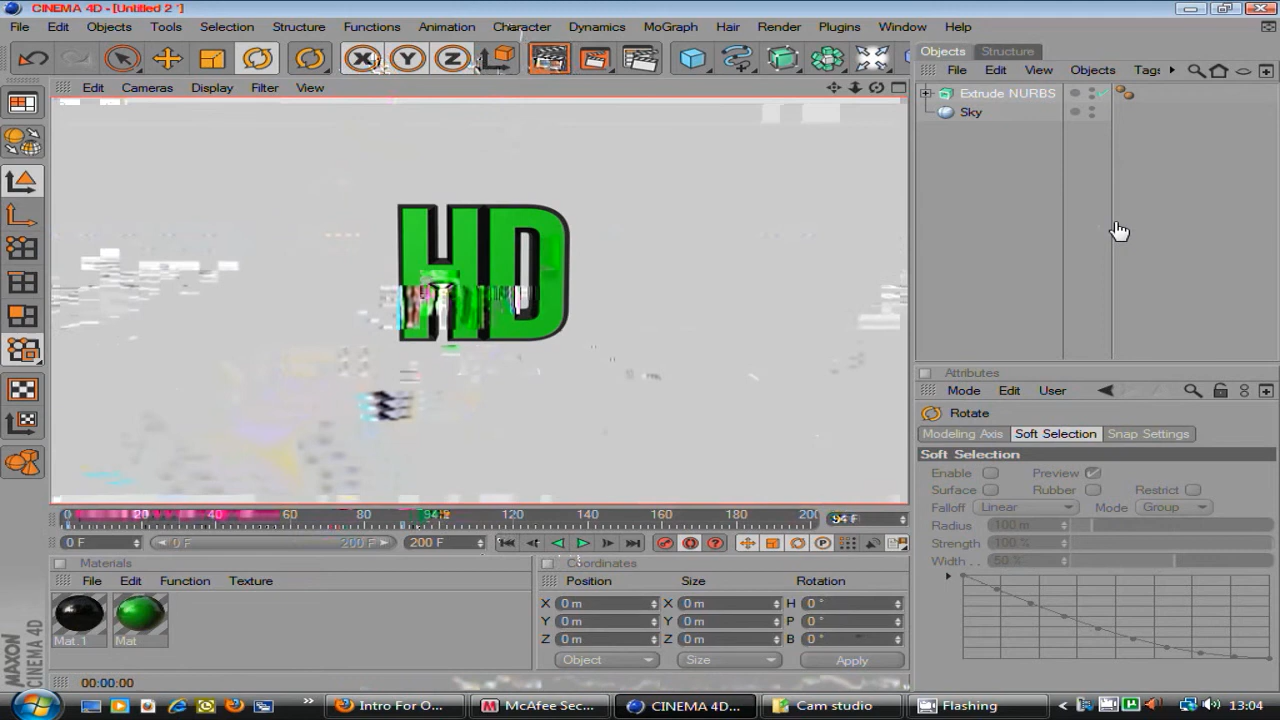 CINEMA 4D - [Untitled 2 *]
File Edit Objects Tools Selection Structure Functions Animation Character Dynamics MoGraph Hair Render Plugins Window Help
X Y Z
Objects Structure
File Edit View Objects Tags
Edit Cameras Display Filter View
Extrude NURBS
Sky
HD
Attributes
Mode Edit User
Rotate
Modeling Axis Soft Selection Snap Settings
Soft Selection
Enable Preview
Surface Rubber Restrict
Falloff Linear Mode Group
Radius 100 m
Strength 100 %
Width . . 50 %
0 20 40 60 80 94 120 140 160 180 200 94 F
0 F 0 F 200 F 200 F
Materials
File Edit Function Texture
Mat.1 Mat
Coordinates
Position Size Rotation
X 0 m X 0 m H 0 °
Y 0 m Y 0 m P 0 °
Z 0 m Z 0 m B 0 °
Object Size Apply
MAXON
CINEMA 4D
00:00:00
Intro For O... McAfee Sec... CINEMA 4D... Cam studio Flashing 13:04